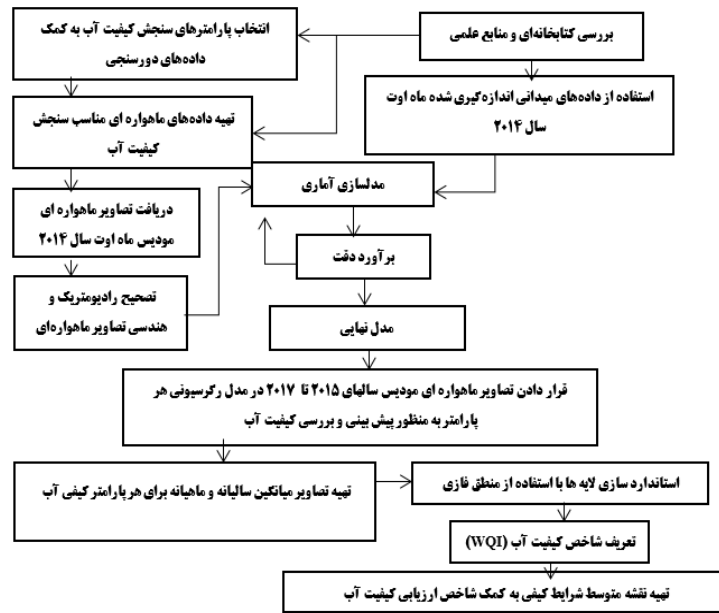 بررسی کتابخانه‌ای و منابع علمی
انتخاب پارامترهای سنجش کیفیت آب به کمک
داده‌های دورسنجی
استفاده از داده‌های میدانی اندازه‌گیری شده ماه اوت
سال ۲۰۱۴
تهیه داده‌های ماهواره ای مناسب سنجش
کیفیت آب
مدلسازی آماری
دریافت تصاویر ماهواره ای
مودیس ماه اوت سال ۲۰۱۴
برآورد دقت
تصحیح رادیومتریک و
هندسی تصاویر ماهواره‌ای
مدل نهایی
قرار دادن تصاویر ماهواره ای مودیس سالهای ۲۰۱۵ تا ۲۰۱۷ در مدل رگرسیونی هر
پارامتر به منظور پیش بینی و بررسی کیفیت آب
تهیه تصاویر میانگین سالیانه و ماهیانه برای هر پارامتر کیفی آب
استاندارد سازی لایه ها با استفاده از منطق فازی
تعریف شاخص کیفیت آب (WQI)
تهیه نقشه متوسط شرایط کیفی به کمک شاخص ارزیابی کیفیت آب